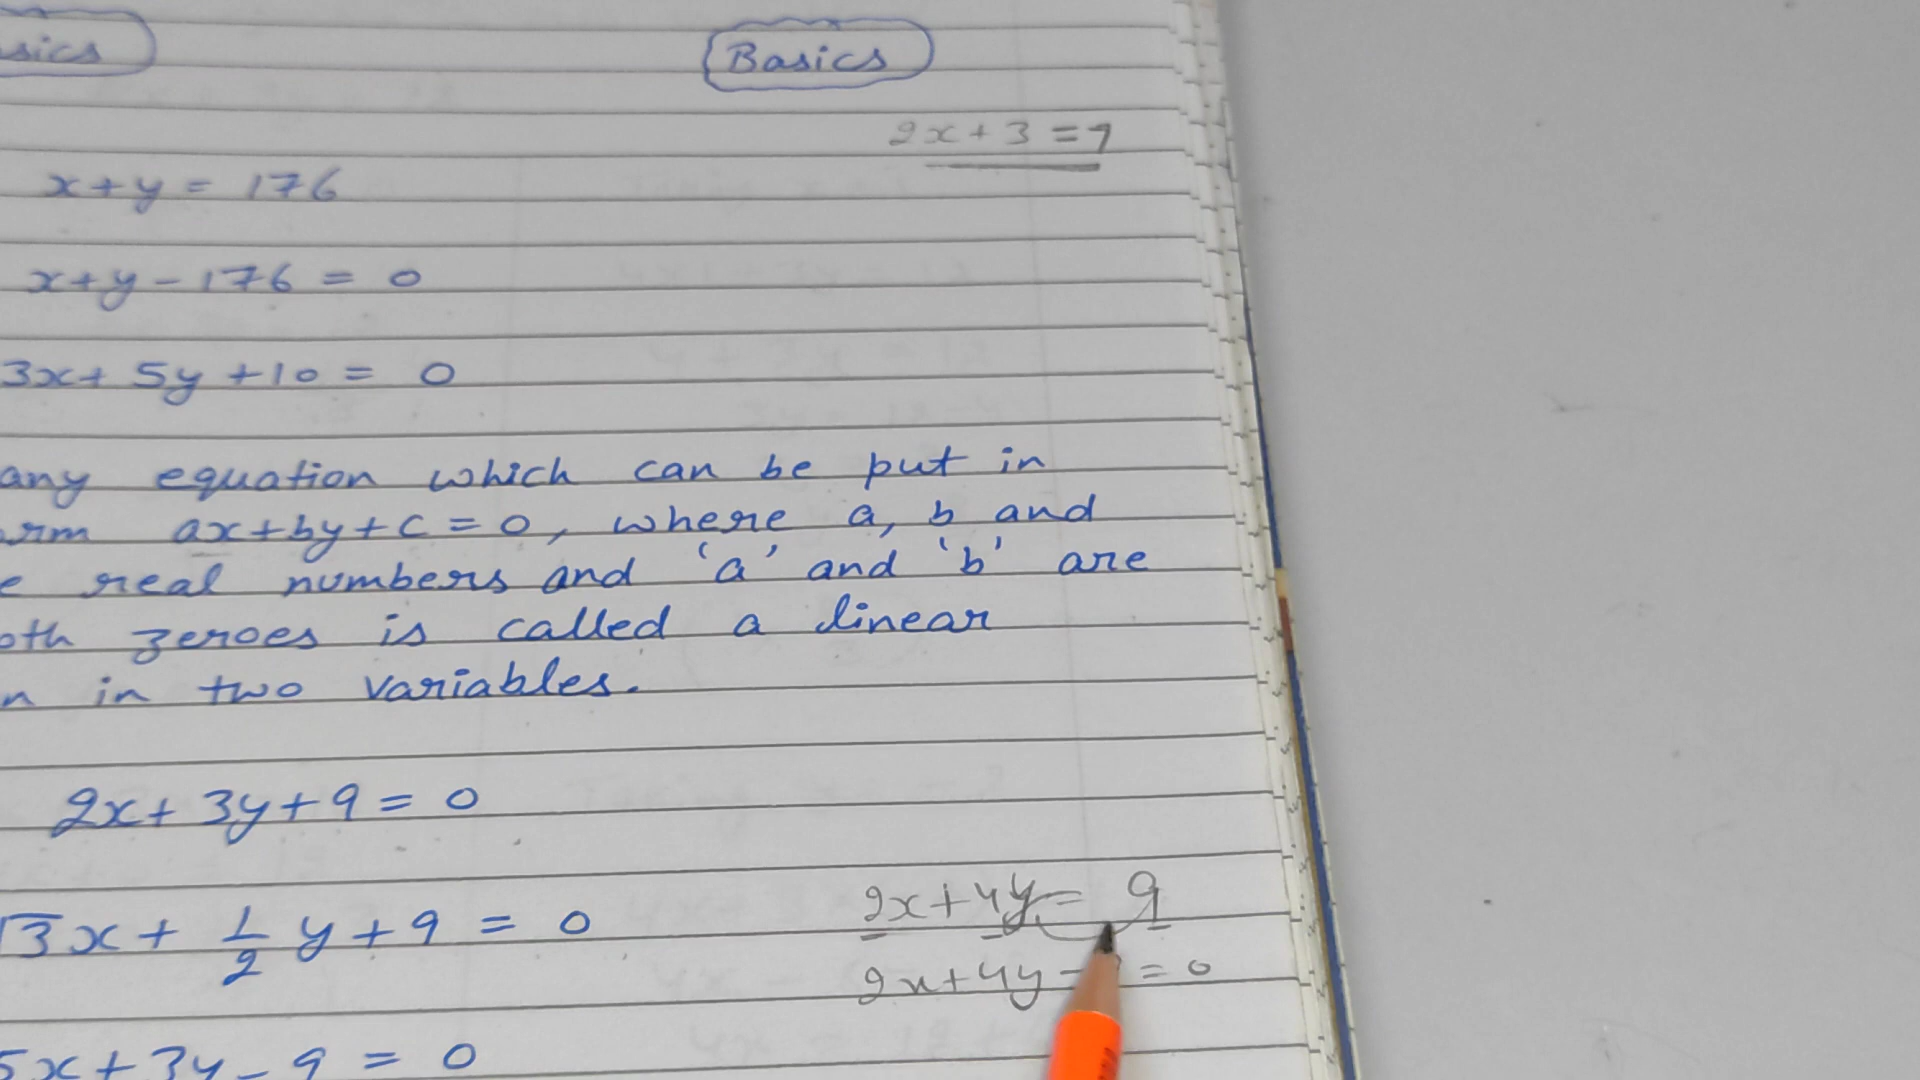 sics
Basics
2x + 3 = 9
x + y = 176
x + y - 176 = 0
3x + 5y + 10 = 0
any equation which can be put in
rm ax + by + c = 0, where a, b and
e real numbers and 'a' and 'b' are
oth zeroes is called a linear
n in two variables.
2x + 3y + 9 = 0
√3x + 1/2 y + 9 = 0
2x + 4y = 9
2x + 4y - = 0
5x + 3y - 9 = 0